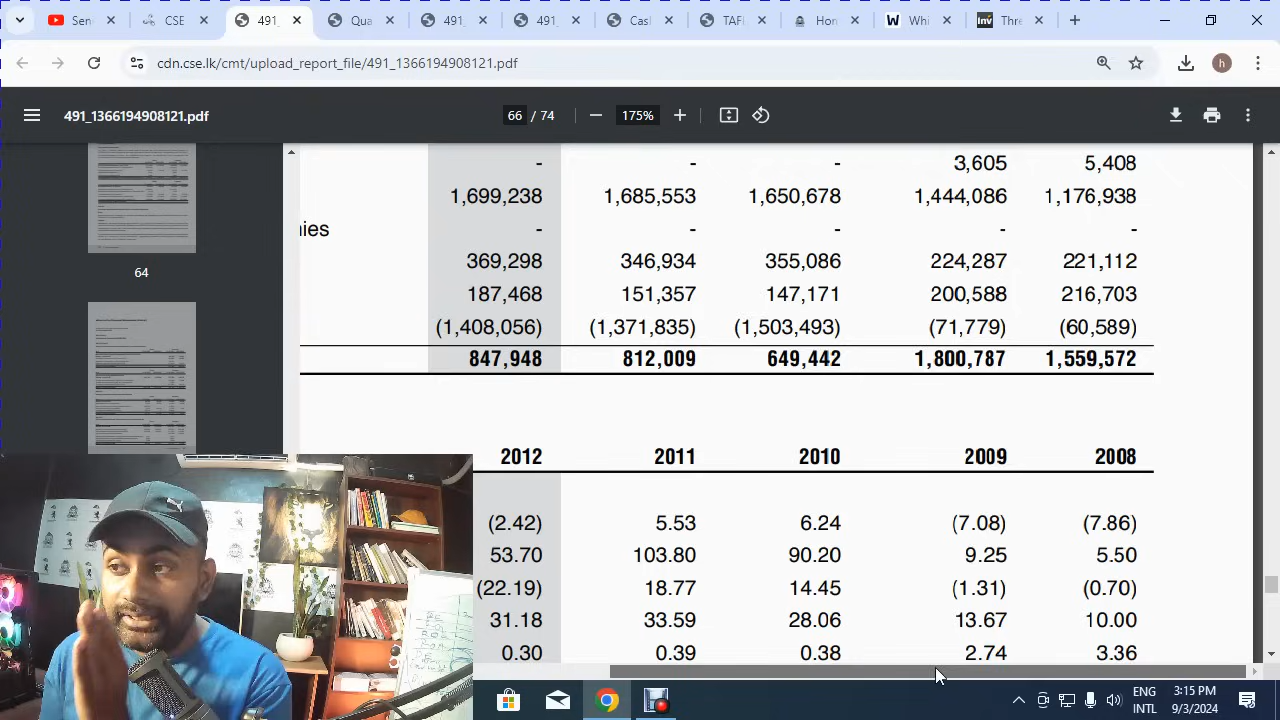 Sen
CSE
491_
Qua
491_
491_
Cas
TAF
Hon
Whi
Inv
Thre
cdn.cse.lk/cmt/upload_report_file/491_1366194908121.pdf
h
491_1366194908121.pdf
66 / 74
175%
- - - 3,605 5,408
1,699,238 1,685,553 1,650,678 1,444,086 1,176,938
nies - - - - -
369,298 346,934 355,086 224,287 221,112
187,468 151,357 147,171 200,588 216,703
(1,408,056) (1,371,835) (1,503,493) (71,779) (60,589)
847,948 812,009 649,442 1,800,787 1,559,572
64
2012 2011 2010 2009 2008
(2.42) 5.53 6.24 (7.08) (7.86)
53.70 103.80 90.20 9.25 5.50
(22.19) 18.77 14.45 (1.31) (0.70)
31.18 33.59 28.06 13.67 10.00
0.30 0.39 0.38 2.74 3.36
ENG
INTL
3:15 PM
9/3/2024